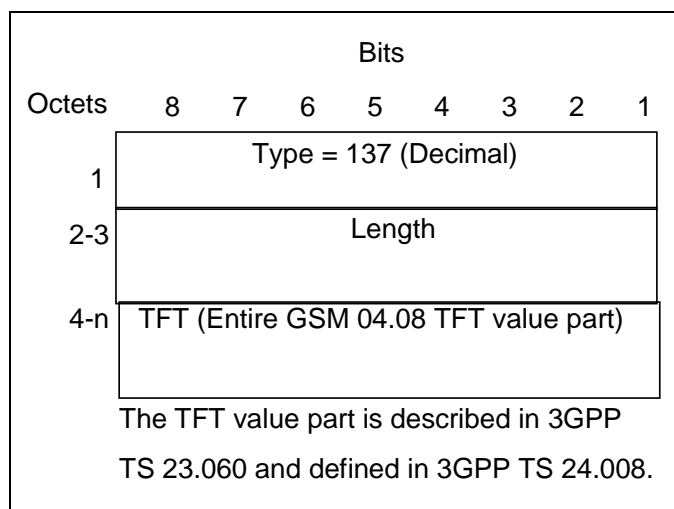 Bits
Octets 8 7 6 5 4 3 2 1
Type = 137 (Decimal)
1
2-3 Length
4-n TFT (Entire GSM 04.08 TFT value part)
The TFT value part is described in 3GPP
TS 23.060 and defined in 3GPP TS 24.008.